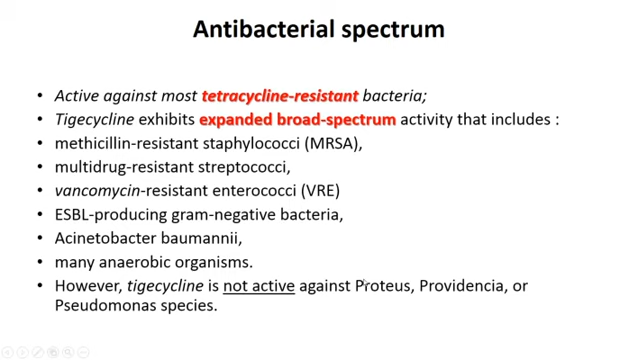 Antibacterial spectrum
• Active against most tetracycline-resistant bacteria;
• Tigecycline exhibits expanded broad-spectrum activity that includes :
• methicillin-resistant staphylococci (MRSA),
• multidrug-resistant streptococci,
• vancomycin-resistant enterococci (VRE)
• ESBL-producing gram-negative bacteria,
• Acinetobacter baumannii,
• many anaerobic organisms.
• However, tigecycline is not active against Proteus, Providencia, or
Pseudomonas species.